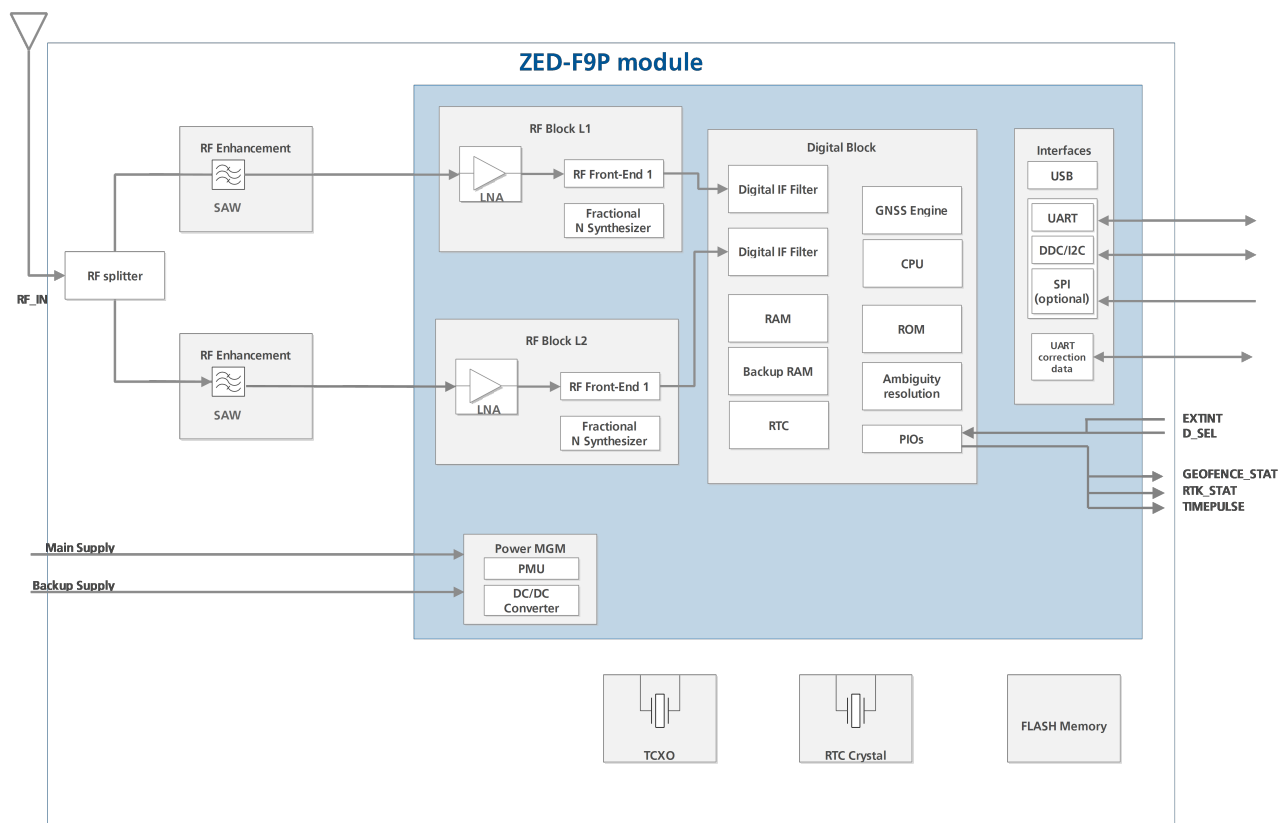 ZED-F9P module
RF_IN
RF splitter
RF Enhancement
SAW
RF Enhancement
SAW
RF Block L1
LNA
RF Front-End 1
Fractional
N Synthesizer
RF Block L2
LNA
RF Front-End 1
Fractional
N Synthesizer
Digital Block
Digital IF Filter
Digital IF Filter
RAM
Backup RAM
RTC
GNSS Engine
CPU
ROM
Ambiguity
resolution
PIOs
Interfaces
USB
UART
DDC/I2C
SPI
(optional)
UART
correction
data
EXTINT
D_SEL
GEOFENCE_STAT
RTK_STAT
TIMEPULSE
Main Supply
Backup Supply
Power MGM
PMU
DC/DC
Converter
TCXO
RTC Crystal
FLASH Memory